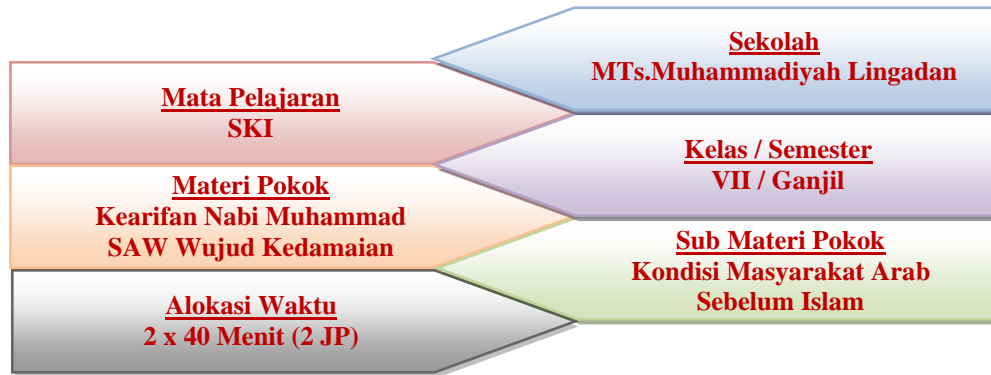 Sekolah
MTs.Muhammadiyah Lingadan
Mata Pelajaran
SKI
Kelas / Semester
VII / Ganjil
Materi Pokok
Kearifan Nabi Muhammad
SAW Wujud Kedamaian
Sub Materi Pokok
Kondisi Masyarakat Arab
Sebelum Islam
Alokasi Waktu
2 x 40 Menit (2 JP)